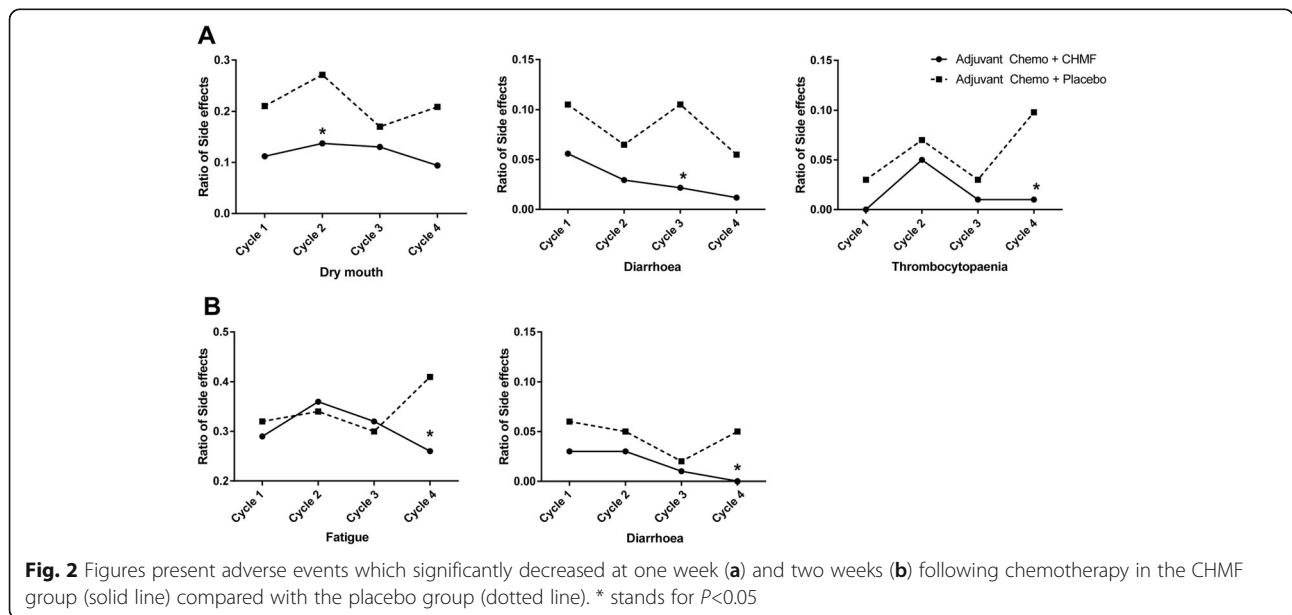 A
Adjuvant Chemo + CHMF
Adjuvant Chemo + Placebo
Ratio of Side effects
0.3
0.2
0.1
0.0
*
Cycle 1
Cycle 2
Cycle 3
Cycle 4
Dry mouth
Ratio of Side effects
0.15
0.10
0.05
0.00
*
Cycle 1
Cycle 2
Cycle 3
Cycle 4
Diarrhoea
Ratio of Side effects
0.15
0.10
0.05
0.00
*
Cycle 1
Cycle 2
Cycle 3
Cycle 4
Thrombocytopaenia
B
Ratio of Side effects
0.5
0.4
0.3
0.2
*
Cycle 1
Cycle 2
Cycle 3
Cycle 4
Fatigue
Ratio of Side effects
0.15
0.10
0.05
0.00
*
Cycle 1
Cycle 2
Cycle 3
Cycle 4
Diarrhoea
Fig. 2 Figures present adverse events which significantly decreased at one week (a) and two weeks (b) following chemotherapy in the CHMF
group (solid line) compared with the placebo group (dotted line). * stands for P<0.05